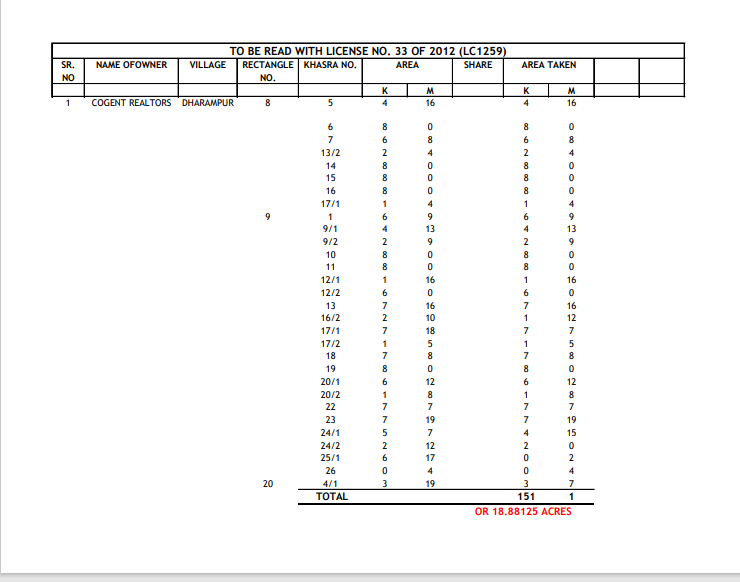 TO BE READ WITH LICENSE NO. 33 OF 2012 (LC1259)
SR. NO NAME OFOWNER VILLAGE RECTANGLE NO. KHASRA NO. AREA SHARE AREA TAKEN
K M K M
1 COGENT REALTORS DHARAMPUR 8 5 4 16 4 16
6 8 0 8 0
7 6 8 6 8
13/2 2 4 2 4
14 8 0 8 0
15 8 0 8 0
16 8 0 8 0
17/1 1 4 1 4
9 1 6 9 6 9
9/1 4 13 4 13
9/2 2 9 2 9
10 8 0 8 0
11 8 0 8 0
12/1 1 16 1 16
12/2 6 0 6 0
13 7 16 7 16
16/2 2 10 1 12
17/1 7 18 7 7
17/2 1 5 1 5
18 7 8 7 8
19 8 0 8 0
20/1 6 12 6 12
20/2 1 8 1 8
22 7 7 7 7
23 7 19 7 19
24/1 5 7 4 15
24/2 2 12 2 0
25/1 6 17 0 2
26 0 4 0 4
20 4/1 3 19 3 7
TOTAL 151 1
OR 18.88125 ACRES